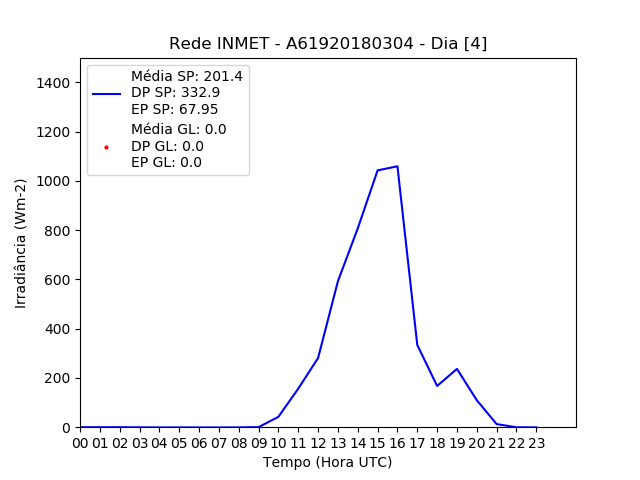 Rede INMET - A61920180304 - Dia [4]
Média SP: 201.4
DP SP: 332.9
EP SP: 67.95
Média GL: 0.0
DP GL: 0.0
EP GL: 0.0
Irradiância (Wm-2)
1400
1200
1000
800
600
400
200
0
00 01 02 03 04 05 06 07 08 09 10 11 12 13 14 15 16 17 18 19 20 21 22 23
Tempo (Hora UTC)